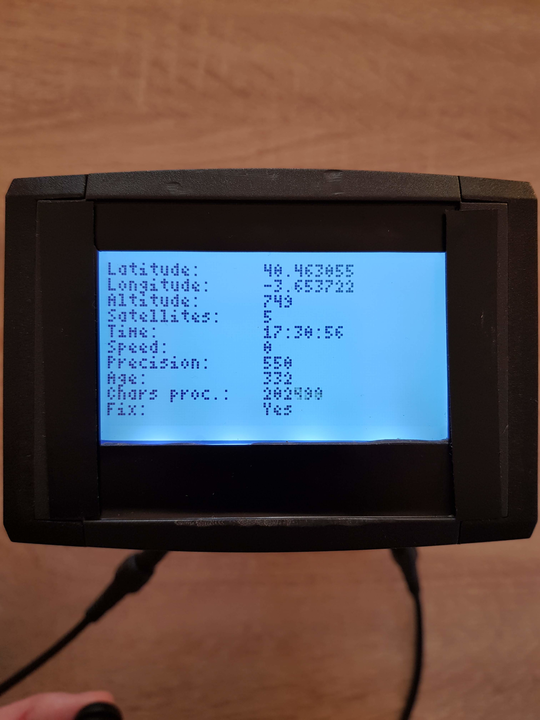 Latitude: 40.463055
Longitude: -3.653722
Altitude: 749
Satellites: 5
Time: 17:30:56
Speed: 0
Precision: 550
Age: 332
Chars proc.:
Fix: Yes